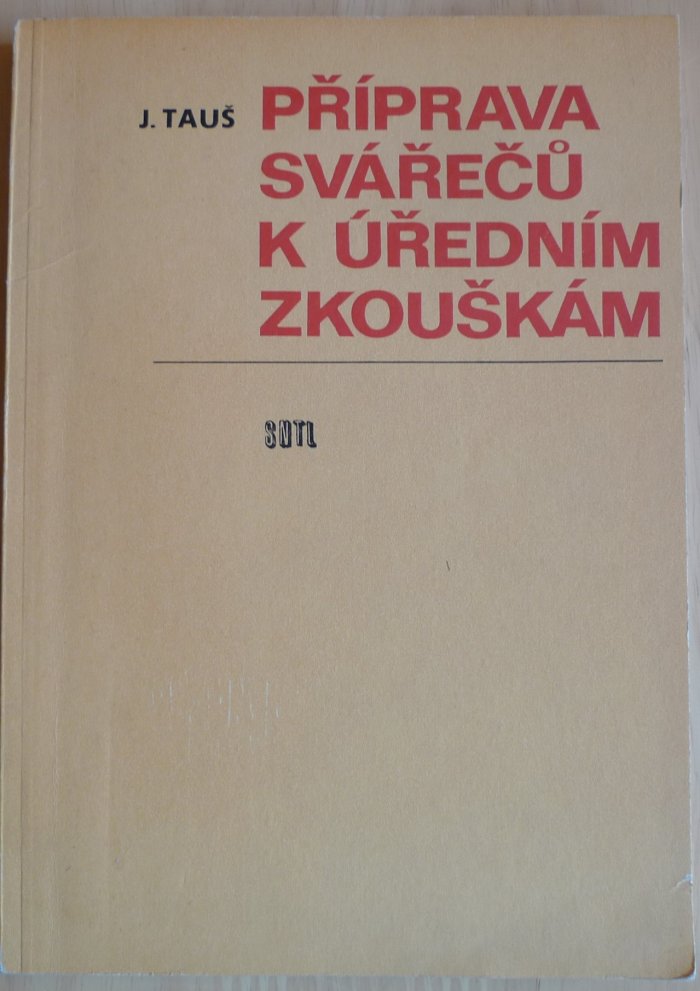 J. TAUŠ
PŘÍPRAVA
SVÁŘEČŮ
K ÚŘEDNÍM
ZKOUŠKÁM
SNTL